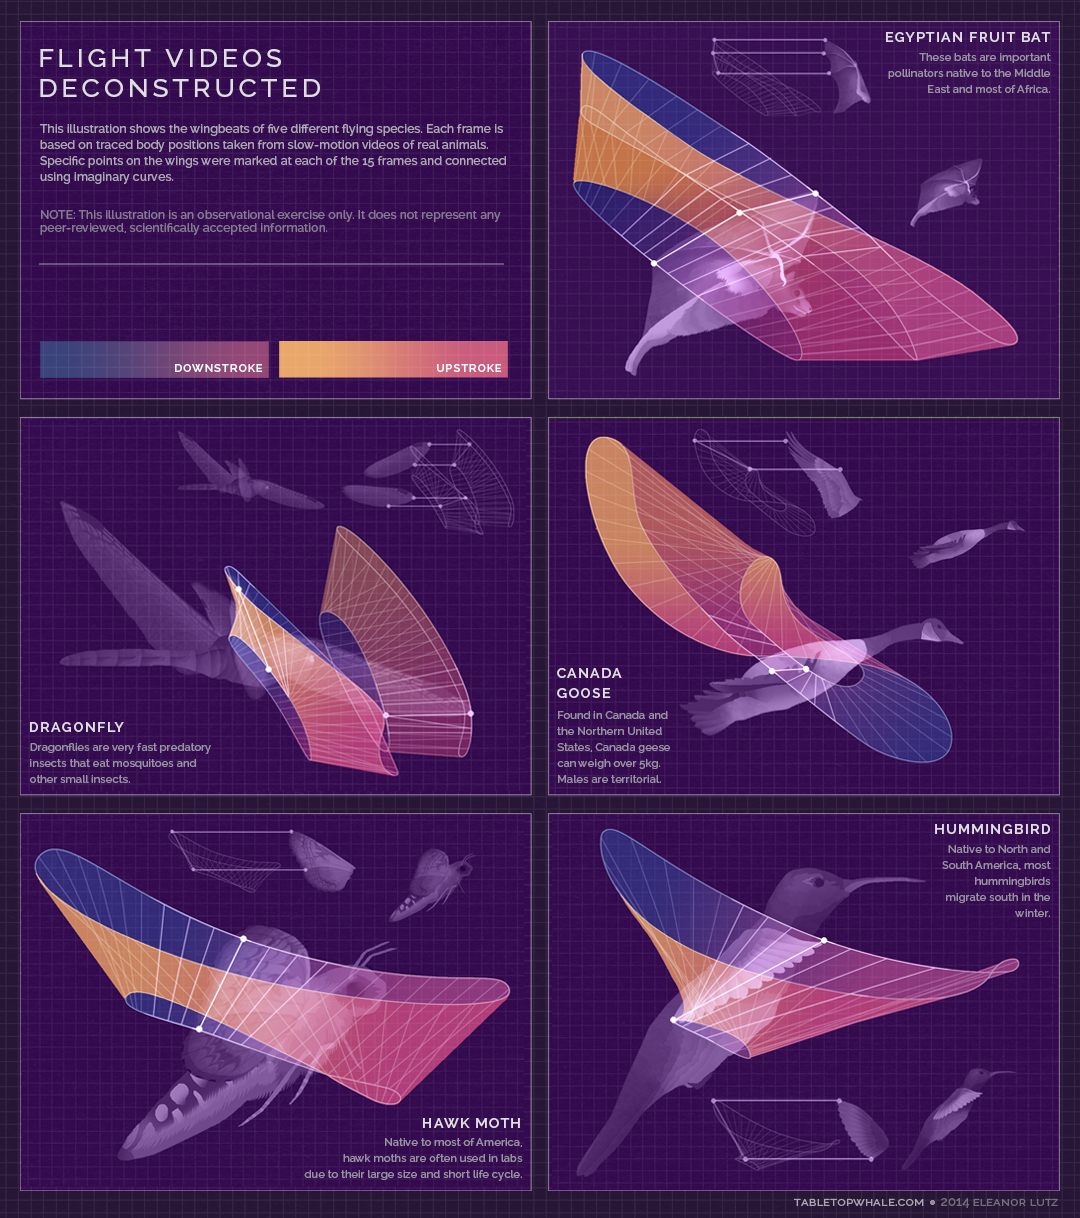 FLIGHT VIDEOS
DECONSTRUCTED
This illustration shows the wingbeats of five different flying species. Each frame is
based on traced body positions taken from slow-motion videos of real animals.
Specific points on the wings were marked at each of the 15 frames and connected
using imaginary curves.
NOTE: This illustration is an observational exercise only. It does not represent any
peer-reviewed, scientifically accepted information.
DOWNSTROKE
UPSTROKE
EGYPTIAN FRUIT BAT
These bats are important
pollinators native to the Middle
East and most of Africa.
DRAGONFLY
Dragonflies are very fast predatory
insects that eat mosquitoes and
other small insects.
CANADA
GOOSE
Found in Canada and
the Northern United
States, Canada geese
can weigh over 5kg.
Males are territorial.
HAWK MOTH
Native to most of America,
hawk moths are often used in labs
due to their large size and short life cycle.
HUMMINGBIRD
Native to North and
South America, most
hummingbirds
migrate south in the
winter.
TABLETOPWHALE.COM • 2014 ELEANOR LUTZ